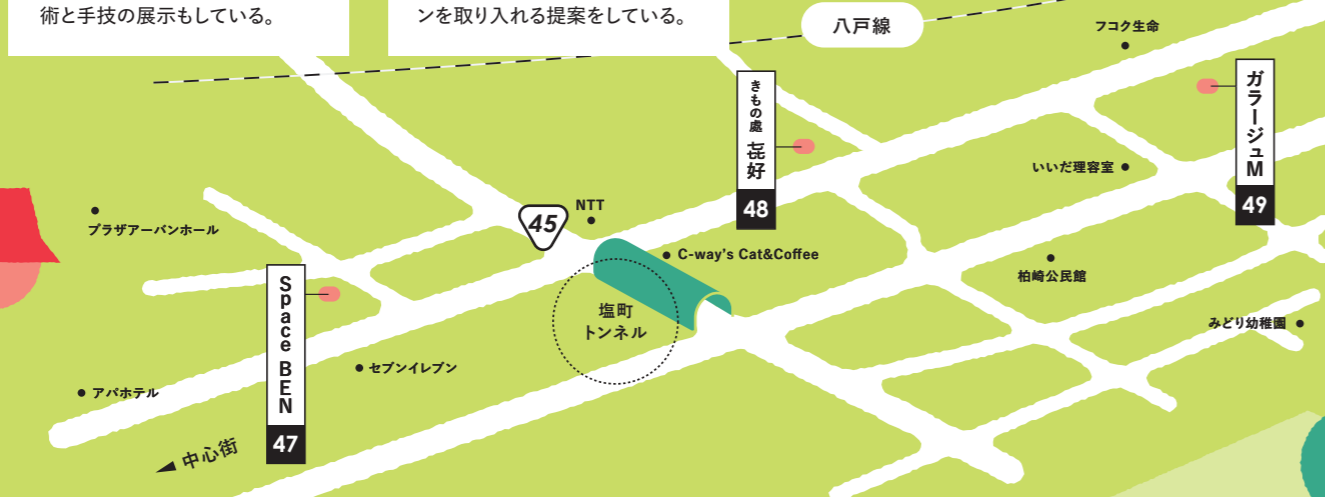 術と手技の展示もしている。
ンを取り入れる提案をしている。
八戸線
フコク生命
きもの處 㐂好
48
ガラージュM
49
いいだ理容室
45
NTT
プラザアーバンホール
C-way's Cat&Coffee
柏崎公民館
Space BEN
47
塩町
トンネル
みどり幼稚園
セブンイレブン
アパホテル
中心街